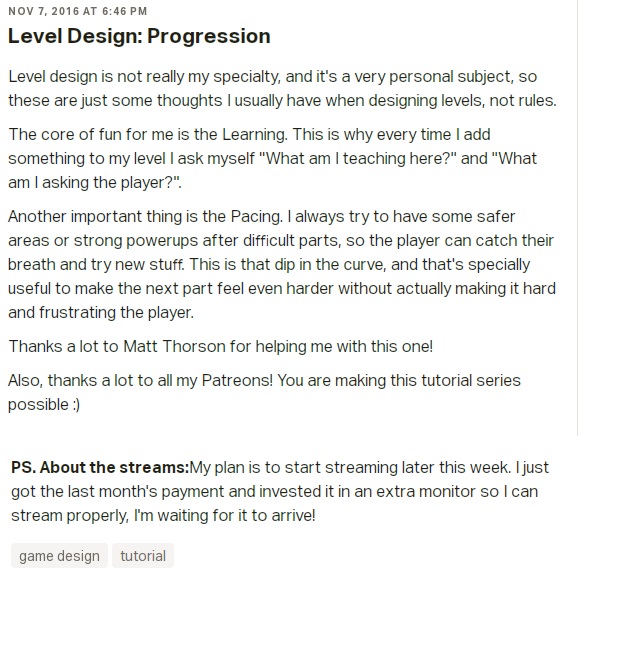 NOV 7, 2016 AT 6:46 PM
Level Design: Progression
Level design is not really my specialty, and it's a very personal subject, so
these are just some thoughts I usually have when designing levels, not rules.
The core of fun for me is the Learning. This is why every time I add
something to my level I ask myself "What am I teaching here?" and "What
am I asking the player?".
Another important thing is the Pacing. I always try to have some safer
areas or strong powerups after difficult parts, so the player can catch their
breath and try new stuff. This is that dip in the curve, and that's specially
useful to make the next part feel even harder without actually making it hard
and frustrating the player.
Thanks a lot to Matt Thorson for helping me with this one!
Also, thanks a lot to all my Patreons! You are making this tutorial series
possible :)
PS. About the streams:My plan is to start streaming later this week. I just
got the last month's payment and invested it in an extra monitor so I can
stream properly, I'm waiting for it to arrive!
game design tutorial